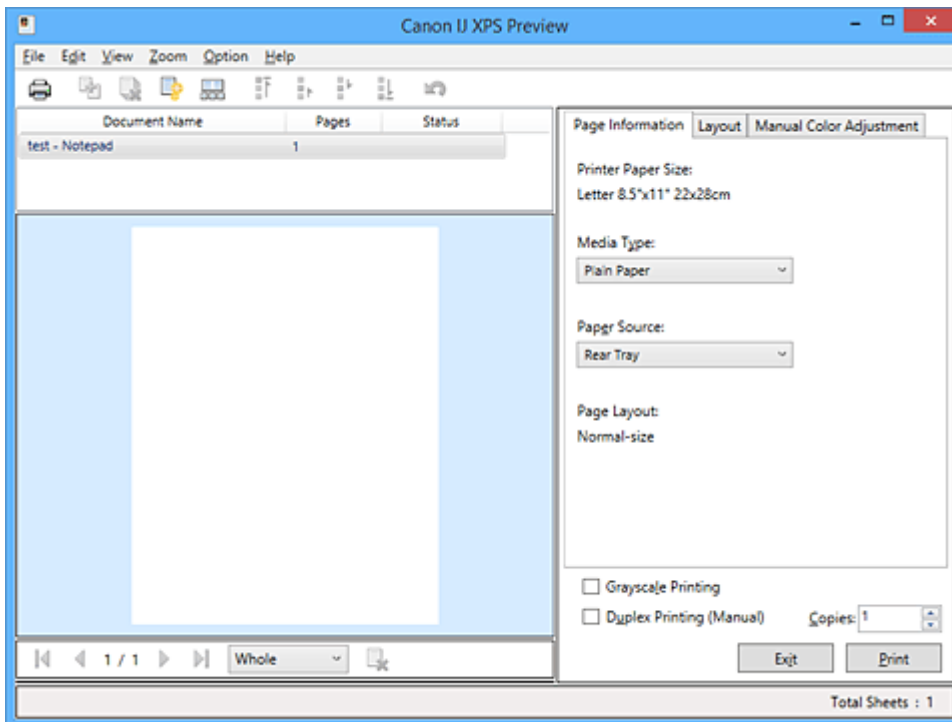 Canon IJ XPS Preview
File Edit View Zoom Option Help
Document Name Pages Status
test - Notepad 1
Page Information Layout Manual Color Adjustment
Printer Paper Size:
Letter 8.5"x11" 22x28cm
Media Type:
Plain Paper
Paper Source:
Rear Tray
Page Layout:
Normal-size
Grayscale Printing
Duplex Printing (Manual) Copies: 1
1 / 1 Whole
Exit Print
Total Sheets : 1